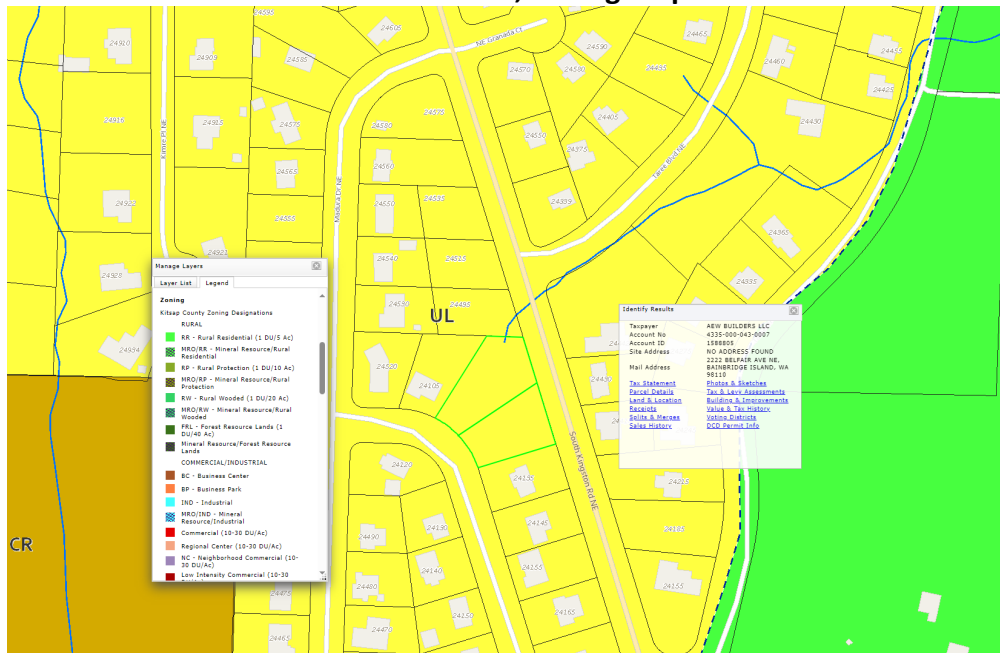 24595
24605
NE Granada Ct
24465
24910
24909
24585
24590
24455
24570
24580
24495
24460
24425
24916
24915
24575
24580
24575
24405
24430
24550
Kimre Pl NE
24375
24565
24560
Taree Blvd NE
24922
24555
Madura Dr NE
24550
24535
24339
24365
24921
24540
24515
24928
24335
24530
24495
UL
24934
24520
24105
24430
South Kingston Rd NE
24120
24135
24215
24490
24130
24145
24185
CR
24140
24155
24155
24475
24480
24150
24165
24465
24470
Manage Layers
Layer List Legend
Zoning
Kitsap County Zoning Designations
RURAL
RR - Rural Residential (1 DU/5 Ac)
MRO/RR - Mineral Resource/Rural
Residential
RP - Rural Protection (1 DU/10 Ac)
MRO/RP - Mineral Resource/Rural
Protection
RW - Rural Wooded (1 DU/20 Ac)
MRO/RW - Mineral Resource/Rural
Wooded
FRL - Forest Resource Lands (1
DU/40 Ac)
Mineral Resource/Forest Resource
Lands
COMMERCIAL/INDUSTRIAL
BC - Business Center
BP - Business Park
IND - Industrial
MRO/IND - Mineral
Resource/Industrial
Commercial (10-30 DU/Ac)
Regional Center (10-30 DU/Ac)
NC - Neighborhood Commercial (10-
30 DU/Ac)
Low Intensity Commercial (10-30
Identify Results
Taxpayer AEW BUILDERS LLC
Account No 4335-000-043-0007
Account ID 1588805
Site Address NO ADDRESS FOUND
Mail Address 2222 BELFAIR AVE NE,
BAINBRIDGE ISLAND, WA
98110
Tax Statement Photos & Sketches
Parcel Details Tax & Levy Assessments
Land & Location Building & Improvements
Receipts Value & Tax History
Splits & Merges Voting Districts
Sales History DCD Permit Info